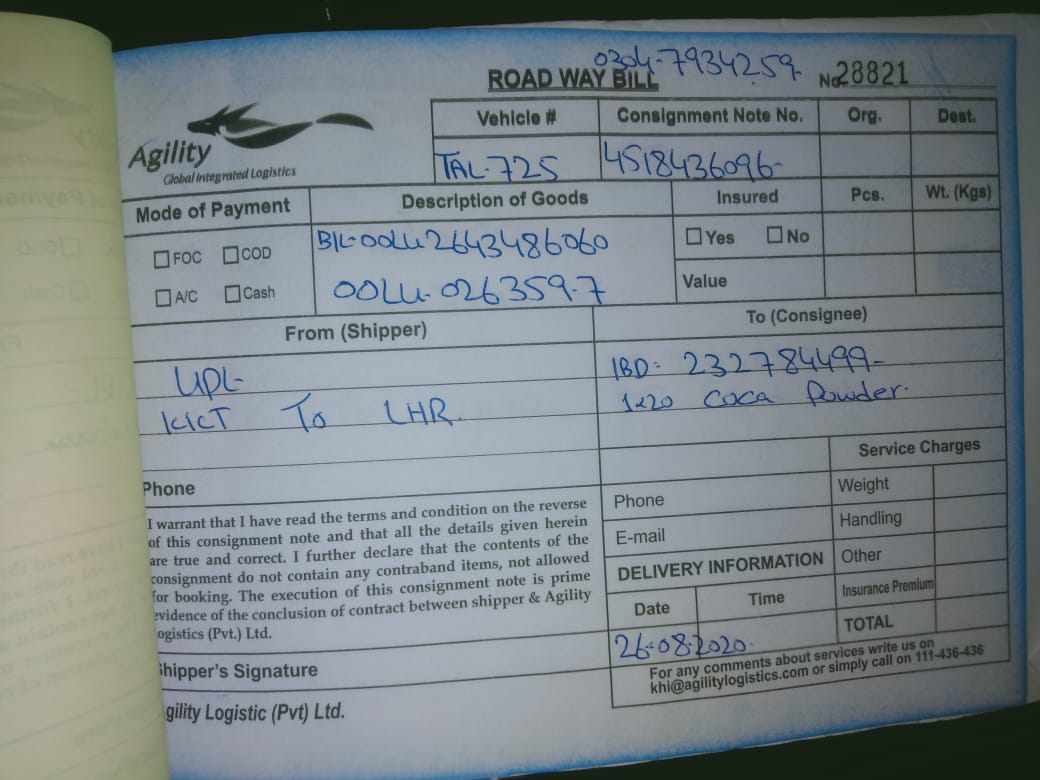 0304-7934259
ROAD WAY BILL
No. 28821
Agility
Global Integrated Logistics
Vehicle #
Consignment Note No.
Org.
Dest.
TAL-725
4518436096-
Mode of Payment
Description of Goods
Insured
Pcs.
Wt. (Kgs)
FOC
COD
A/C
Cash
B/L-OOLU2643486060
OOLU-026359-7
Yes
No
Value
From (Shipper)
To (Consignee)
UPL-
KICT To LHR.
IBD: 232784499-
1x20 Coca Powder.
Phone
I warrant that I have read the terms and condition on the reverse
of this consignment note and that all the details given herein
are true and correct. I further declare that the contents of the
consignment do not contain any contraband items, not allowed
for booking. The execution of this consignment note is prime
evidence of the conclusion of contract between shipper & Agility
ogistics (Pvt.) Ltd.
Shipper's Signature
gility Logistic (Pvt) Ltd.
Phone
E-mail
DELIVERY INFORMATION
Date
Time
26-08-2020
Service Charges
Weight
Handling
Other
Insurance Premium
TOTAL
For any comments about services write us on
khi@agilitylogistics.com or simply call on 111-436-436